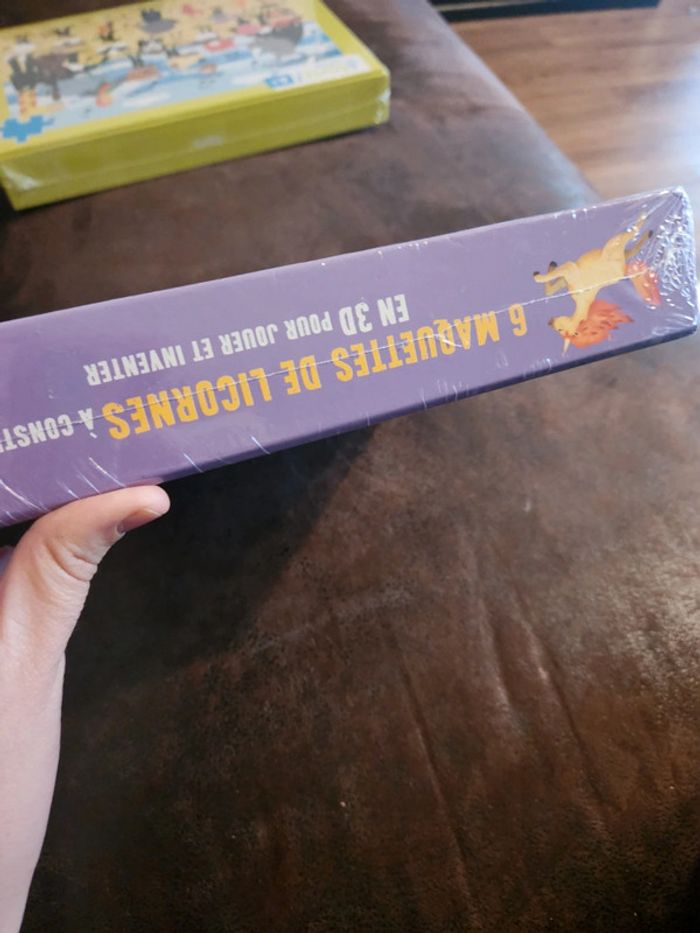 6 MAQUETTES DE LICORNES À CONST
EN 3D POUR JOUER ET INVENTER